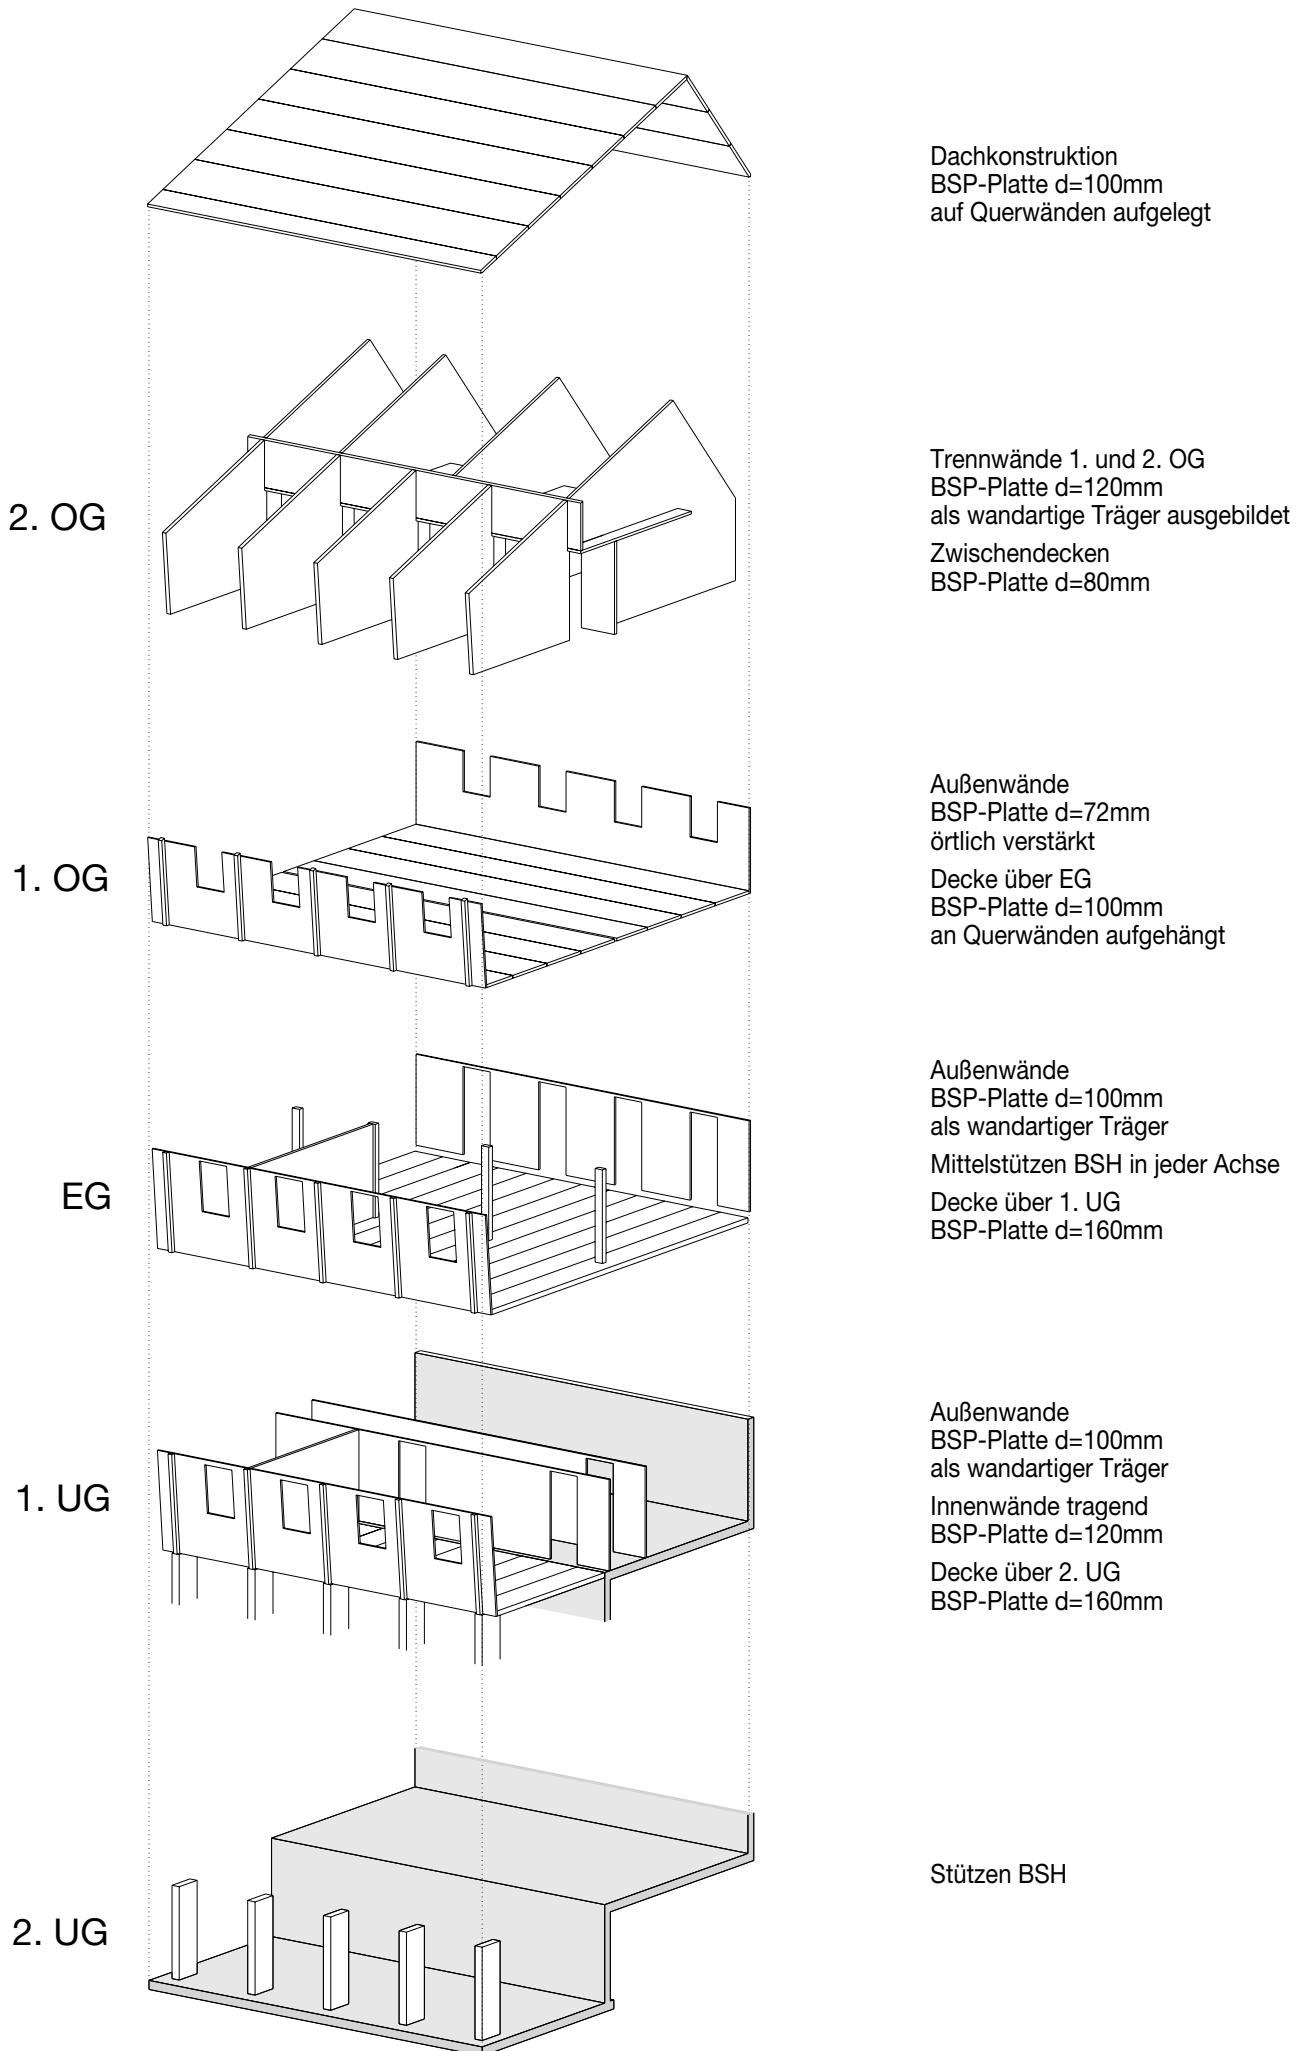 Dachkonstruktion
BSP-Platte d=100mm
auf Querwänden aufgelegt
2. OG
Trennwände 1. und 2. OG
BSP-Platte d=120mm
als wandartige Träger ausgebildet
Zwischendecken
BSP-Platte d=80mm
1. OG
Außenwände
BSP-Platte d=72mm
örtlich verstärkt
Decke über EG
BSP-Platte d=100mm
an Querwänden aufgehängt
EG
Außenwände
BSP-Platte d=100mm
als wandartiger Träger
Mittelstützen BSH in jeder Achse
Decke über 1. UG
BSP-Platte d=160mm
1. UG
Außenwande
BSP-Platte d=100mm
als wandartiger Träger
Innenwände tragend
BSP-Platte d=120mm
Decke über 2. UG
BSP-Platte d=160mm
2. UG
Stützen BSH